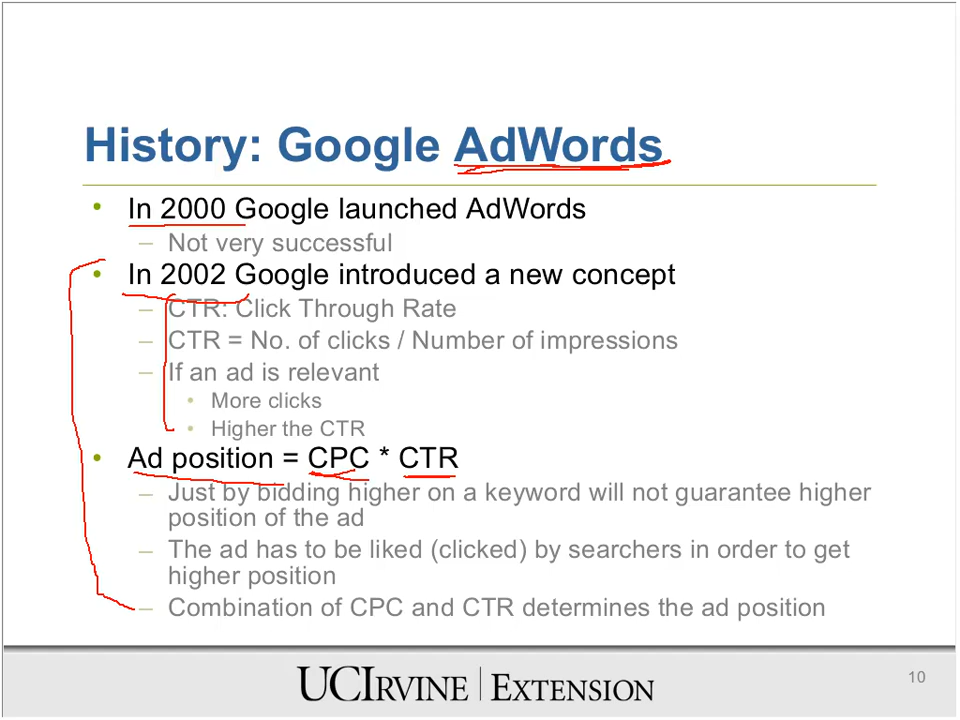 History: Google AdWords
• In 2000 Google launched AdWords
– Not very successful
• In 2002 Google introduced a new concept
– CTR: Click Through Rate
– CTR = No. of clicks / Number of impressions
– If an ad is relevant
• More clicks
• Higher the CTR
• Ad position = CPC * CTR
– Just by bidding higher on a keyword will not guarantee higher
position of the ad
– The ad has to be liked (clicked) by searchers in order to get
higher position
– Combination of CPC and CTR determines the ad position
UCIRVINE | EXTENSION
10